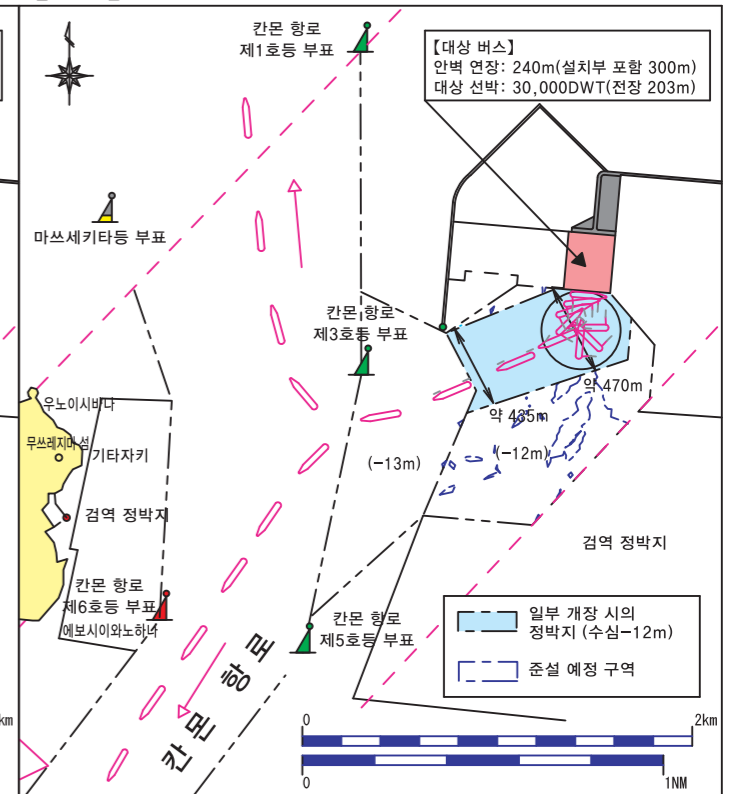 칸몬 항로
제1호등 부표
【대상 버스】
안벽 연장: 240m(설치부 포함 300m)
대상 선박: 30,000DWT(전장 203m)
마쓰세키타등 부표
칸몬 항로
제3호등 부표
약 470m
약 435m
(-13m)
(-12m)
우노이시바나
무쓰레지마 섬
기타자키
검역 정박지
검역 정박지
칸몬 항로
제6호등 부표
에보시이와노하나
칸몬 항로
제5호등 부표
칸몬 항로
일부 개장 시의
정박지 (수심-12m)
준설 예정 구역
km
0
2km
0
1NM